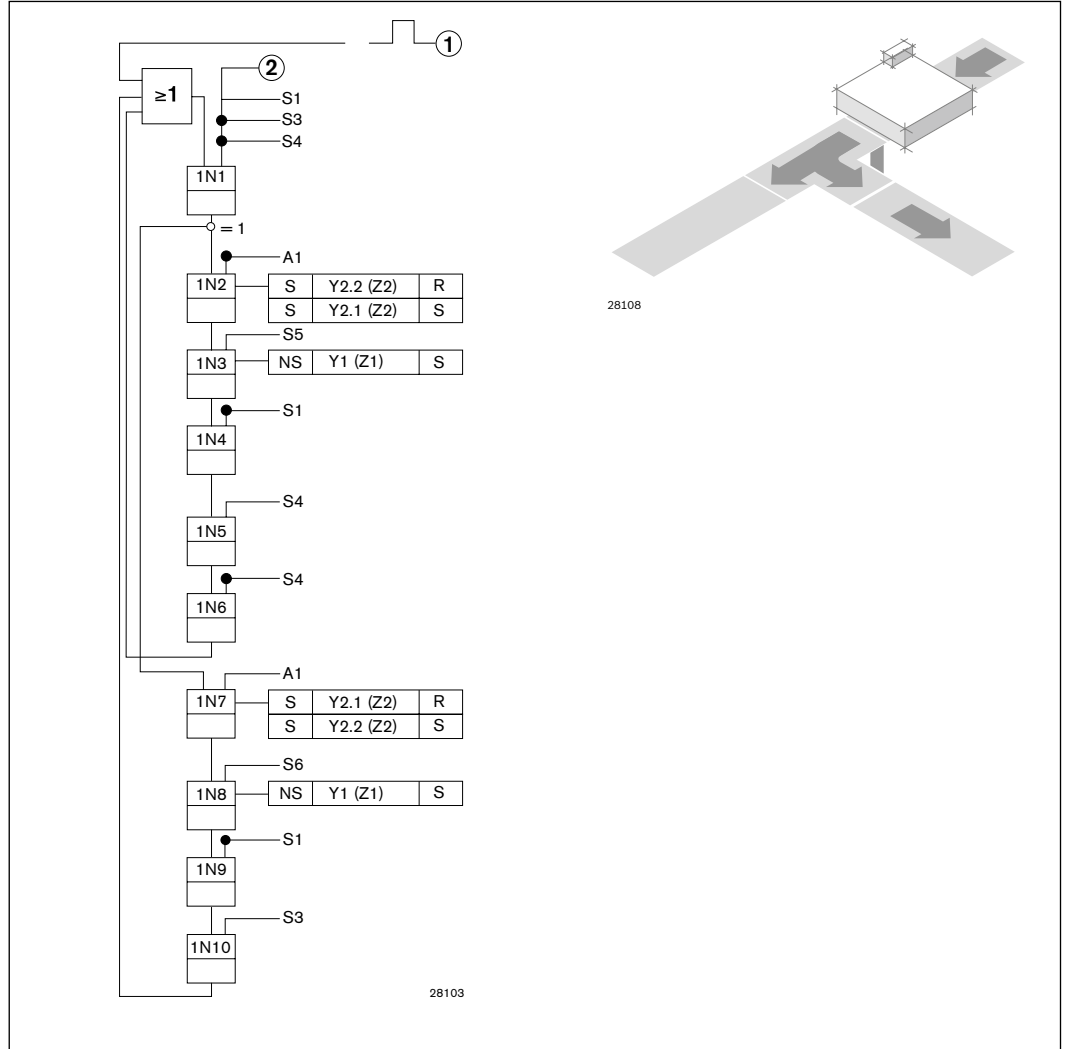 1
2
≥1
S1
S3
S4
1N1
= 1
A1
1N2
S Y2.2 (Z2) R
S Y2.1 (Z2) S
S5
1N3
NS Y1 (Z1) S
S1
1N4
S4
1N5
S4
1N6
A1
1N7
S Y2.1 (Z2) R
S Y2.2 (Z2) S
S6
1N8
NS Y1 (Z1) S
S1
1N9
S3
1N10
28103
28108